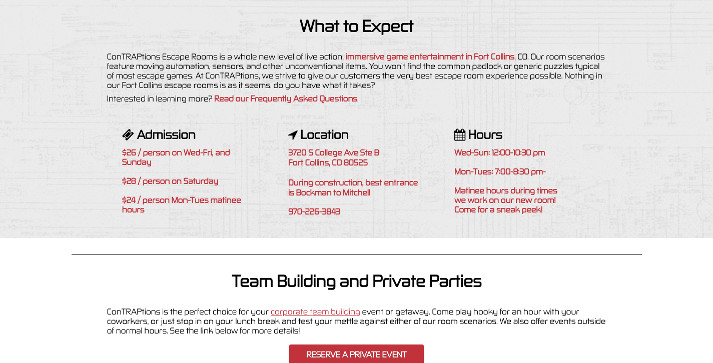 What to Expect
ConTRAPtions Escape Rooms is a whole new level of live action, immersive game entertainment in Fort Collins, CO. Our room scenarios
feature moving automation, sensors, and other unconventional items. You won't find the common padlock or generic puzzles typical
of most escape games. At ConTRAPtions, we strive to give our customers the very best escape room experience possible. Nothing in
our Fort Collins escape rooms is as it seems, do you have what it takes?
Interested in learning more? Read our Frequently Asked Questions
Admission
$26 / person on Wed-Fri, and
Sunday
$28 / person on Saturday
$24 / person Mon-Tues matinee
hours
Location
3720 S College Ave Ste B
Fort Collins, CO 80525
During construction, best entrance
is Bockman to Mitchell
970-226-3843
Hours
Wed-Sun: 12:00-10:30 pm
Mon-Tues: 7:00-8:30 pm-
Matinee hours during times
we work on our new room!
Come for a sneak peek!
Team Building and Private Parties
ConTRAPtions is the perfect choice for your corporate team building event or getaway. Come play hooky for an hour with your
coworkers, or just stop in on your lunch break and test your mettle against either of our room scenarios. We also offer events outside
of normal hours. See the link below for more details!
RESERVE A PRIVATE EVENT